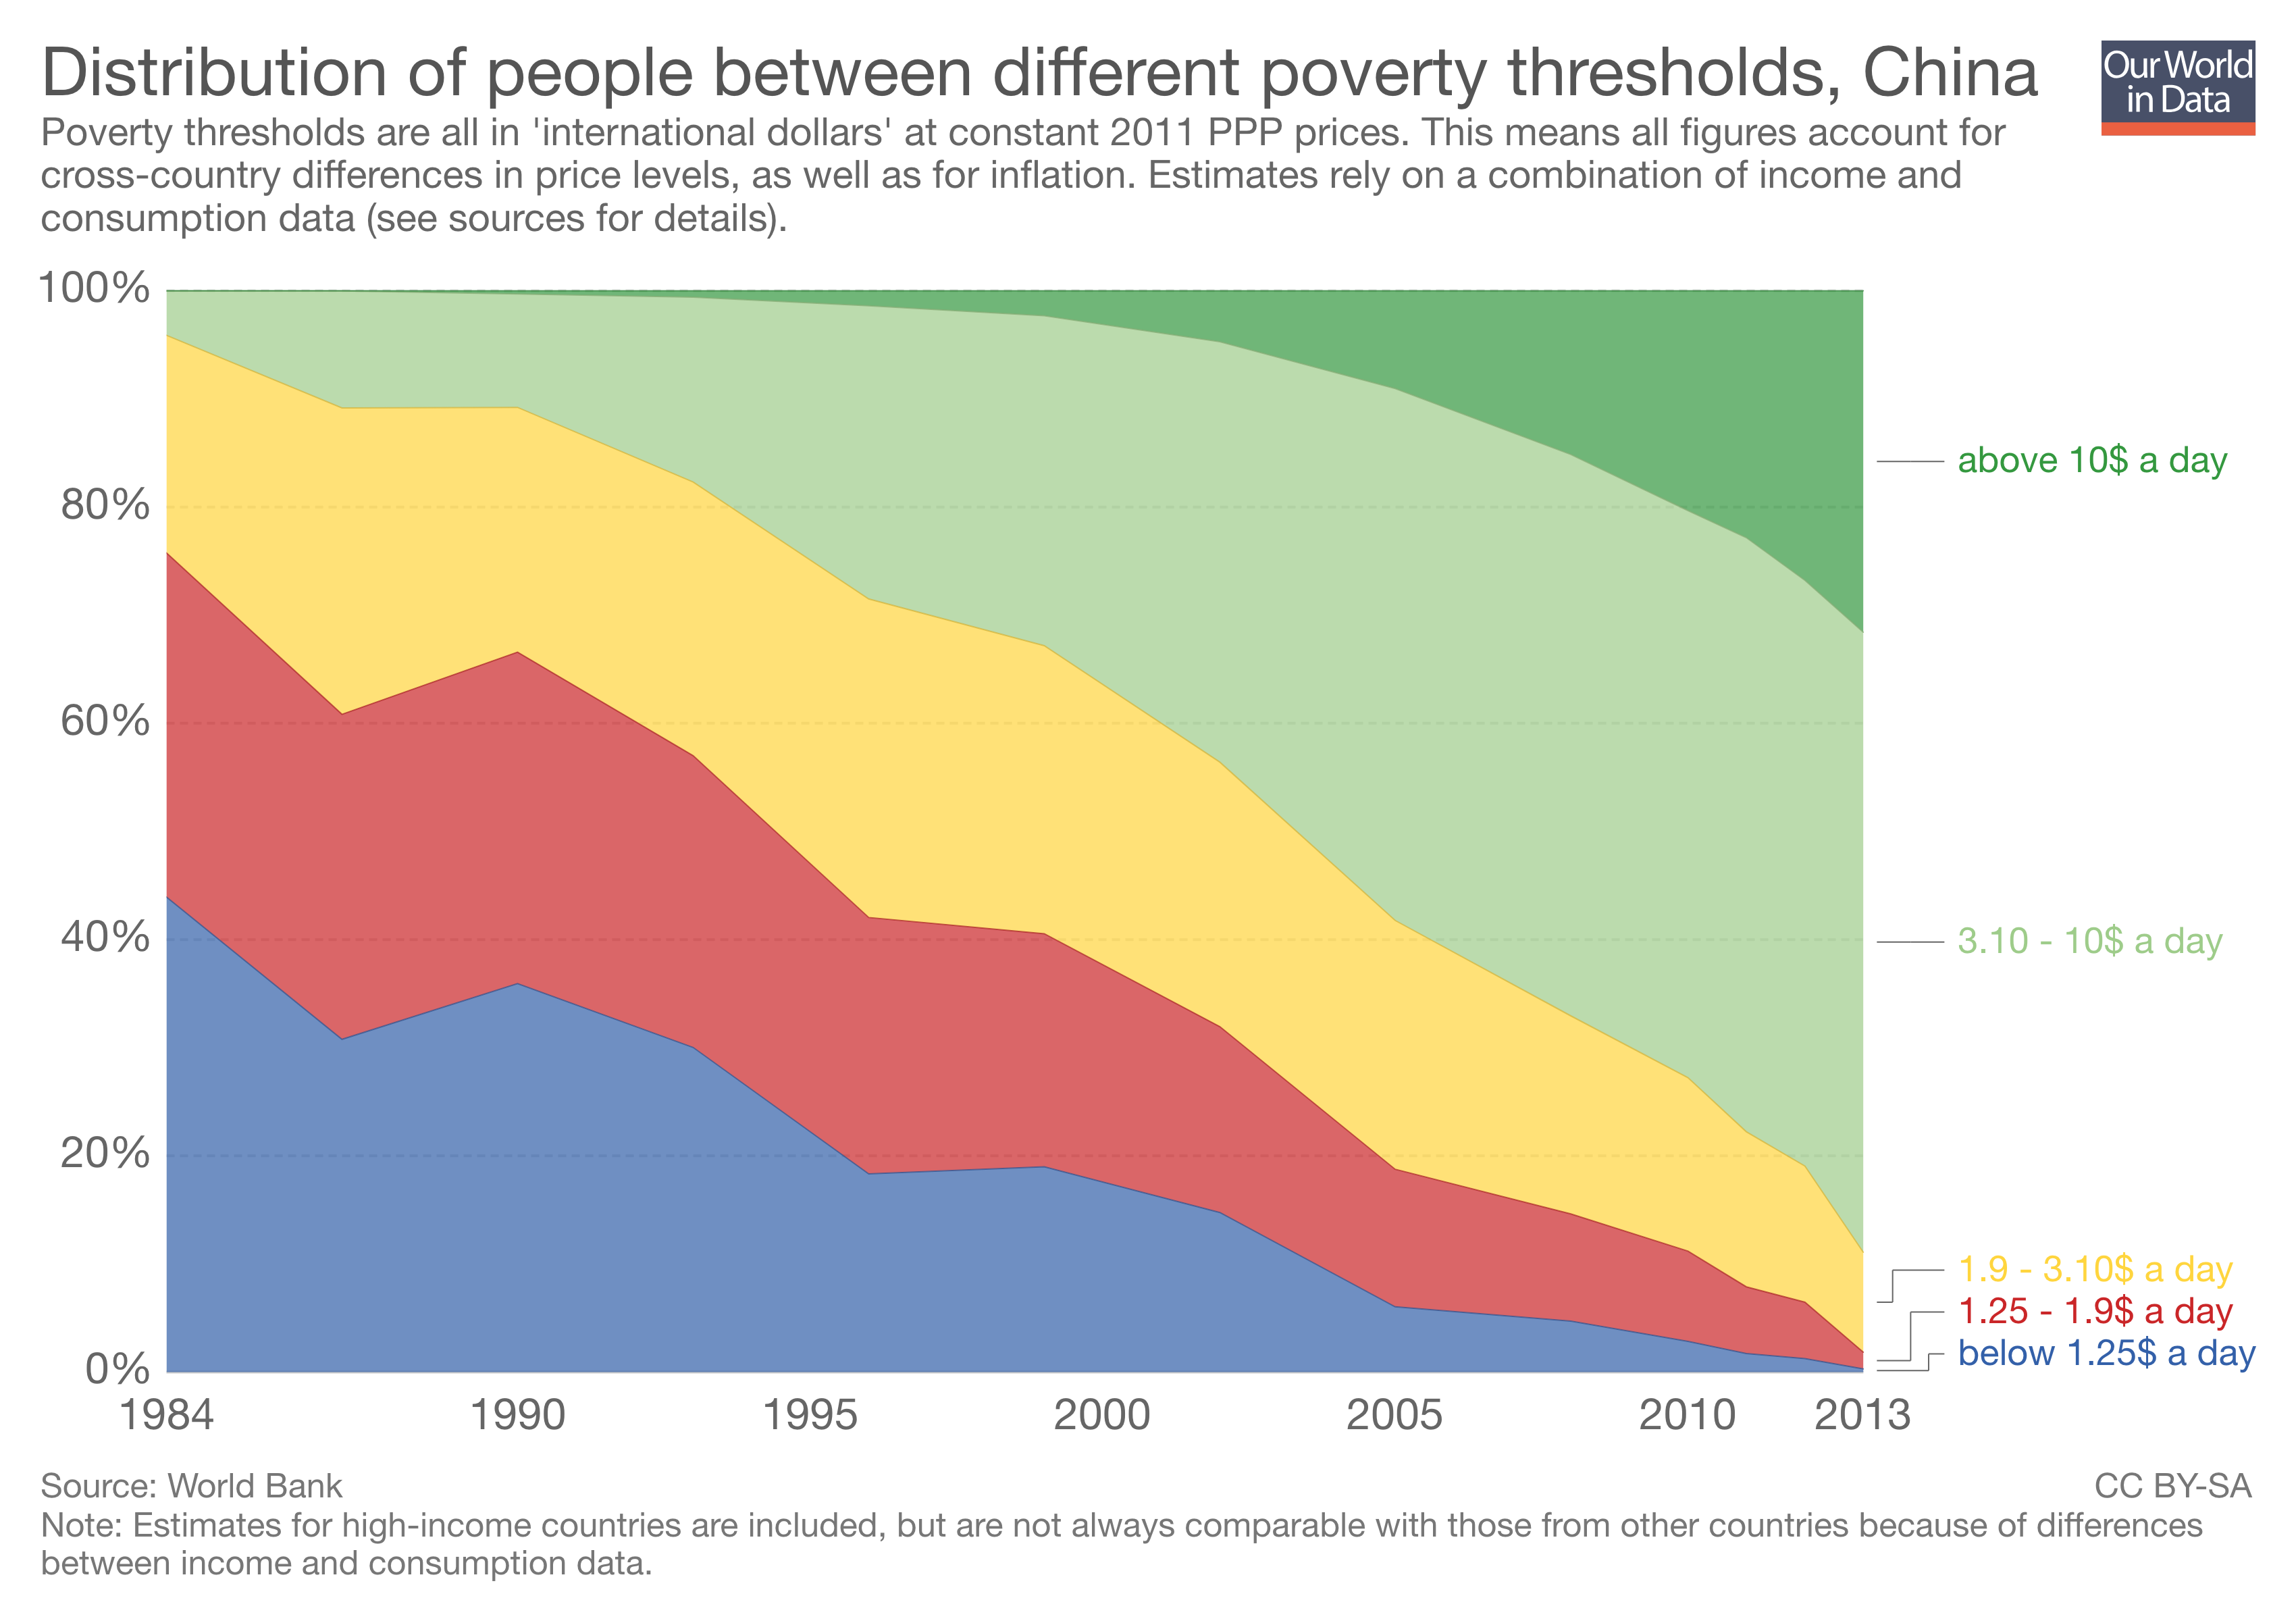 Distribution of people between different poverty thresholds, China
Our World
in Data
Poverty thresholds are all in 'international dollars' at constant 2011 PPP prices. This means all figures account for
cross-country differences in price levels, as well as for inflation. Estimates rely on a combination of income and
consumption data (see sources for details).
100%
80%
60%
40%
20%
0%
above 10$ a day
3.10 - 10$ a day
1.9 - 3.10$ a day
1.25 - 1.9$ a day
below 1.25$ a day
1984
1990
1995
2000
2005
2010
2013
Source: World Bank
CC BY-SA
Note: Estimates for high-income countries are included, but are not always comparable with those from other countries because of differences
between income and consumption data.